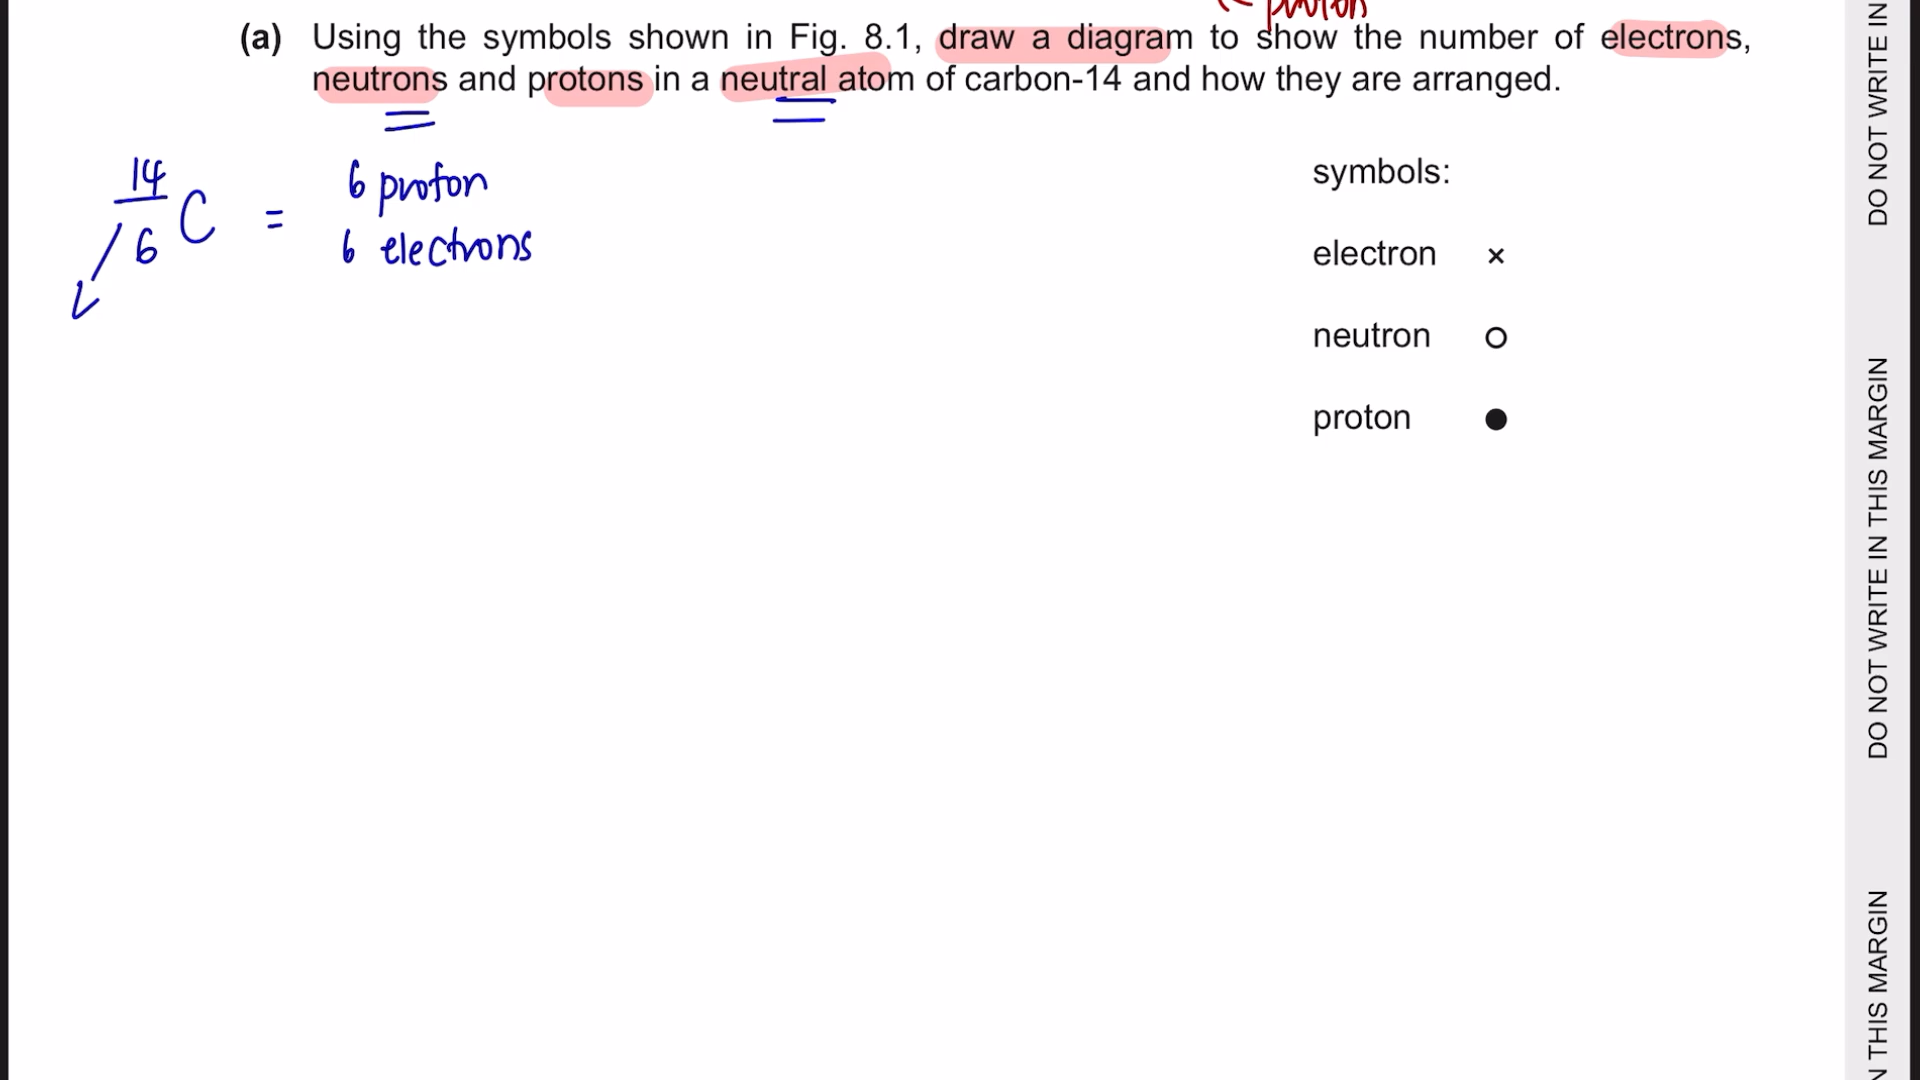 proton
(a) Using the symbols shown in Fig. 8.1, draw a diagram to show the number of electrons,
neutrons and protons in a neutral atom of carbon-14 and how they are arranged.
14
6 C = 6 proton
6 electrons
symbols:
electron ×
neutron ○
proton ●
DO NOT WRITE IN
DO NOT WRITE IN THIS MARGIN
N THIS MARGIN